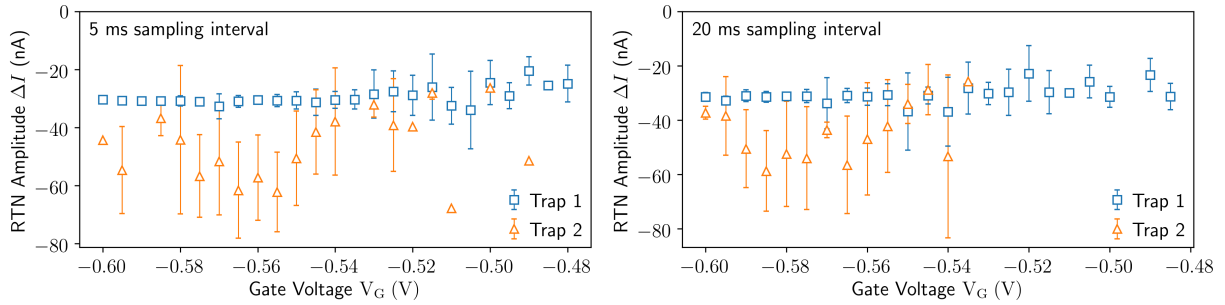 5 ms sampling interval
RTN Amplitude ΔI (nA)
0
−20
−40
−60
−80
Trap 1
Trap 2
−0.60
−0.58
−0.56
−0.54
−0.52
−0.50
−0.48
Gate Voltage V_G (V)
20 ms sampling interval
RTN Amplitude ΔI (nA)
0
−20
−40
−60
−80
Trap 1
Trap 2
−0.60
−0.58
−0.56
−0.54
−0.52
−0.50
−0.48
Gate Voltage V_G (V)